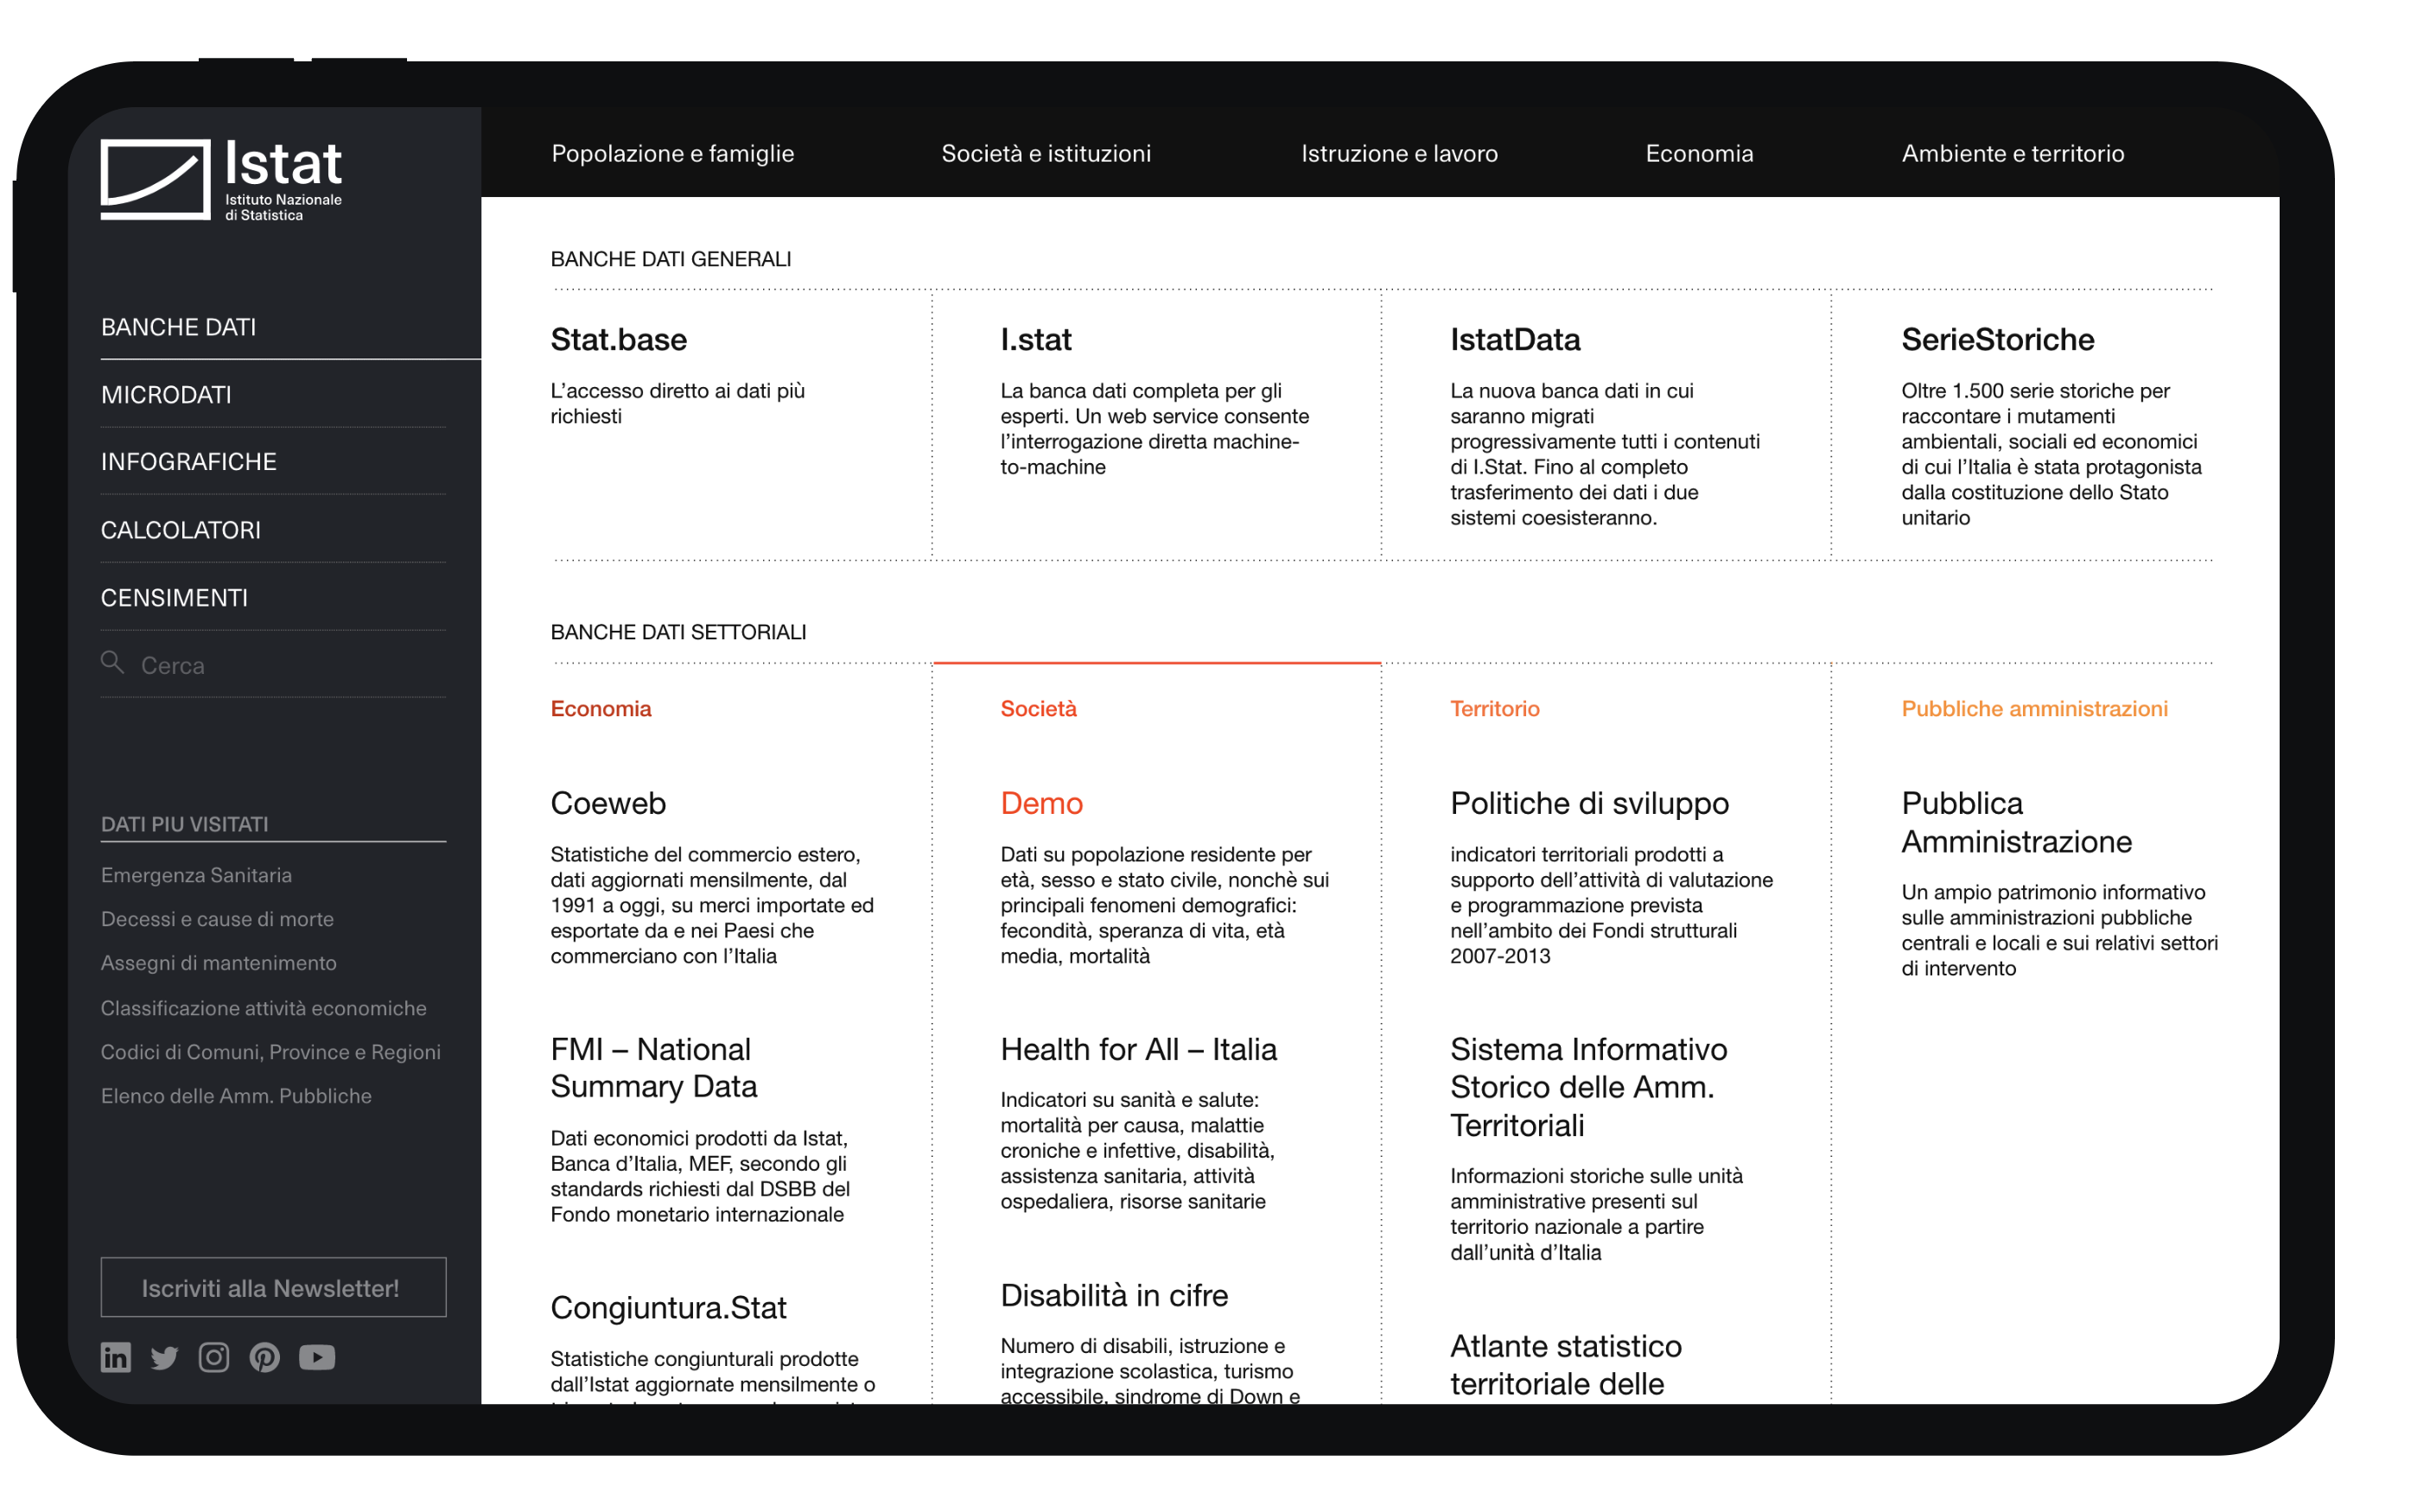 Istat
Istituto Nazionale
di Statistica
BANCHE DATI
MICRODATI
INFOGRAFICHE
CALCOLATORI
CENSIMENTI
Cerca
DATI PIU VISITATI
Emergenza Sanitaria
Decessi e cause di morte
Assegni di mantenimento
Classificazione attività economiche
Codici di Comuni, Province e Regioni
Elenco delle Amm. Pubbliche
Iscriviti alla Newsletter!
Popolazione e famiglie
Società e istituzioni
Istruzione e lavoro
Economia
Ambiente e territorio
BANCHE DATI GENERALI
Stat.base
L’accesso diretto ai dati più
richiesti
I.stat
La banca dati completa per gli
esperti. Un web service consente
l’interrogazione diretta machine-
to-machine
IstatData
La nuova banca dati in cui
saranno migrati
progressivamente tutti i contenuti
di I.Stat. Fino al completo
trasferimento dei dati i due
sistemi coesisteranno.
SerieStoriche
Oltre 1.500 serie storiche per
raccontare i mutamenti
ambientali, sociali ed economici
di cui l’Italia è stata protagonista
dalla costituzione dello Stato
unitario
BANCHE DATI SETTORIALI
Economia
Coeweb
Statistiche del commercio estero,
dati aggiornati mensilmente, dal
1991 a oggi, su merci importate ed
esportate da e nei Paesi che
commerciano con l’Italia
FMI – National
Summary Data
Dati economici prodotti da Istat,
Banca d’Italia, MEF, secondo gli
standards richiesti dal DSBB del
Fondo monetario internazionale
Congiuntura.Stat
Statistiche congiunturali prodotte
dall’Istat aggiornate mensilmente o
Società
Demo
Dati su popolazione residente per
età, sesso e stato civile, nonchè sui
principali fenomeni demografici:
fecondità, speranza di vita, età
media, mortalità
Health for All – Italia
Indicatori su sanità e salute:
mortalità per causa, malattie
croniche e infettive, disabilità,
assistenza sanitaria, attività
ospedaliera, risorse sanitarie
Disabilità in cifre
Numero di disabili, istruzione e
integrazione scolastica, turismo
accessibile, sindrome di Down e
Territorio
Politiche di sviluppo
indicatori territoriali prodotti a
supporto dell’attività di valutazione
e programmazione prevista
nell’ambito dei Fondi strutturali
2007-2013
Sistema Informativo
Storico delle Amm.
Territoriali
Informazioni storiche sulle unità
amministrative presenti sul
territorio nazionale a partire
dall’unità d’Italia
Atlante statistico
territoriale delle
Pubbliche amministrazioni
Pubblica
Amministrazione
Un ampio patrimonio informativo
sulle amministrazioni pubbliche
centrali e locali e sui relativi settori
di intervento